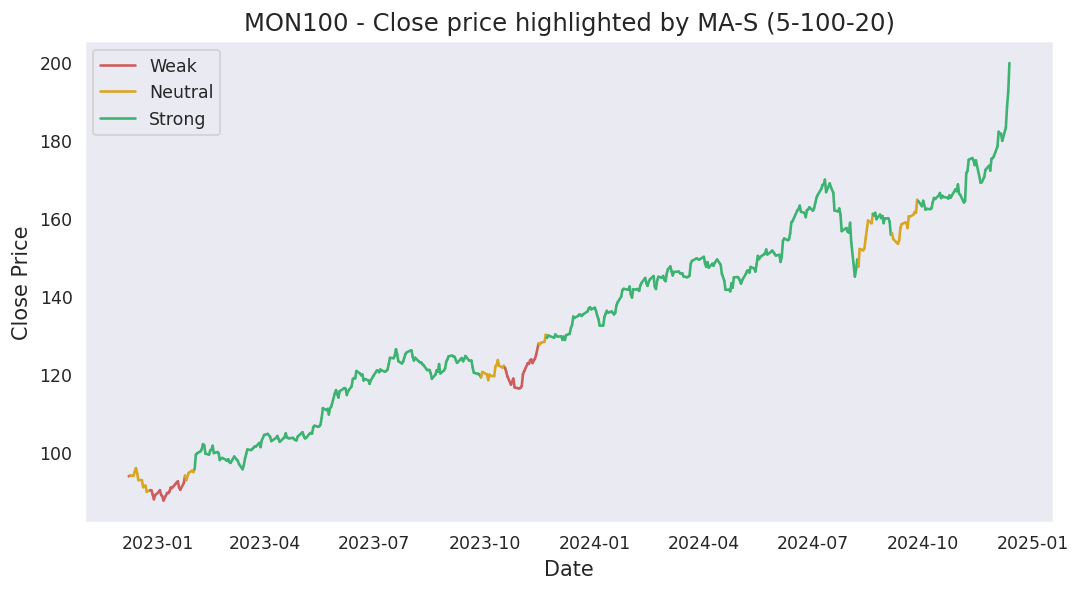 MON100 - Close price highlighted by MA-S (5-100-20)
Weak
Neutral
Strong
Close Price
200
180
160
140
120
100
2023-01
2023-04
2023-07
2023-10
2024-01
2024-04
2024-07
2024-10
2025-01
Date